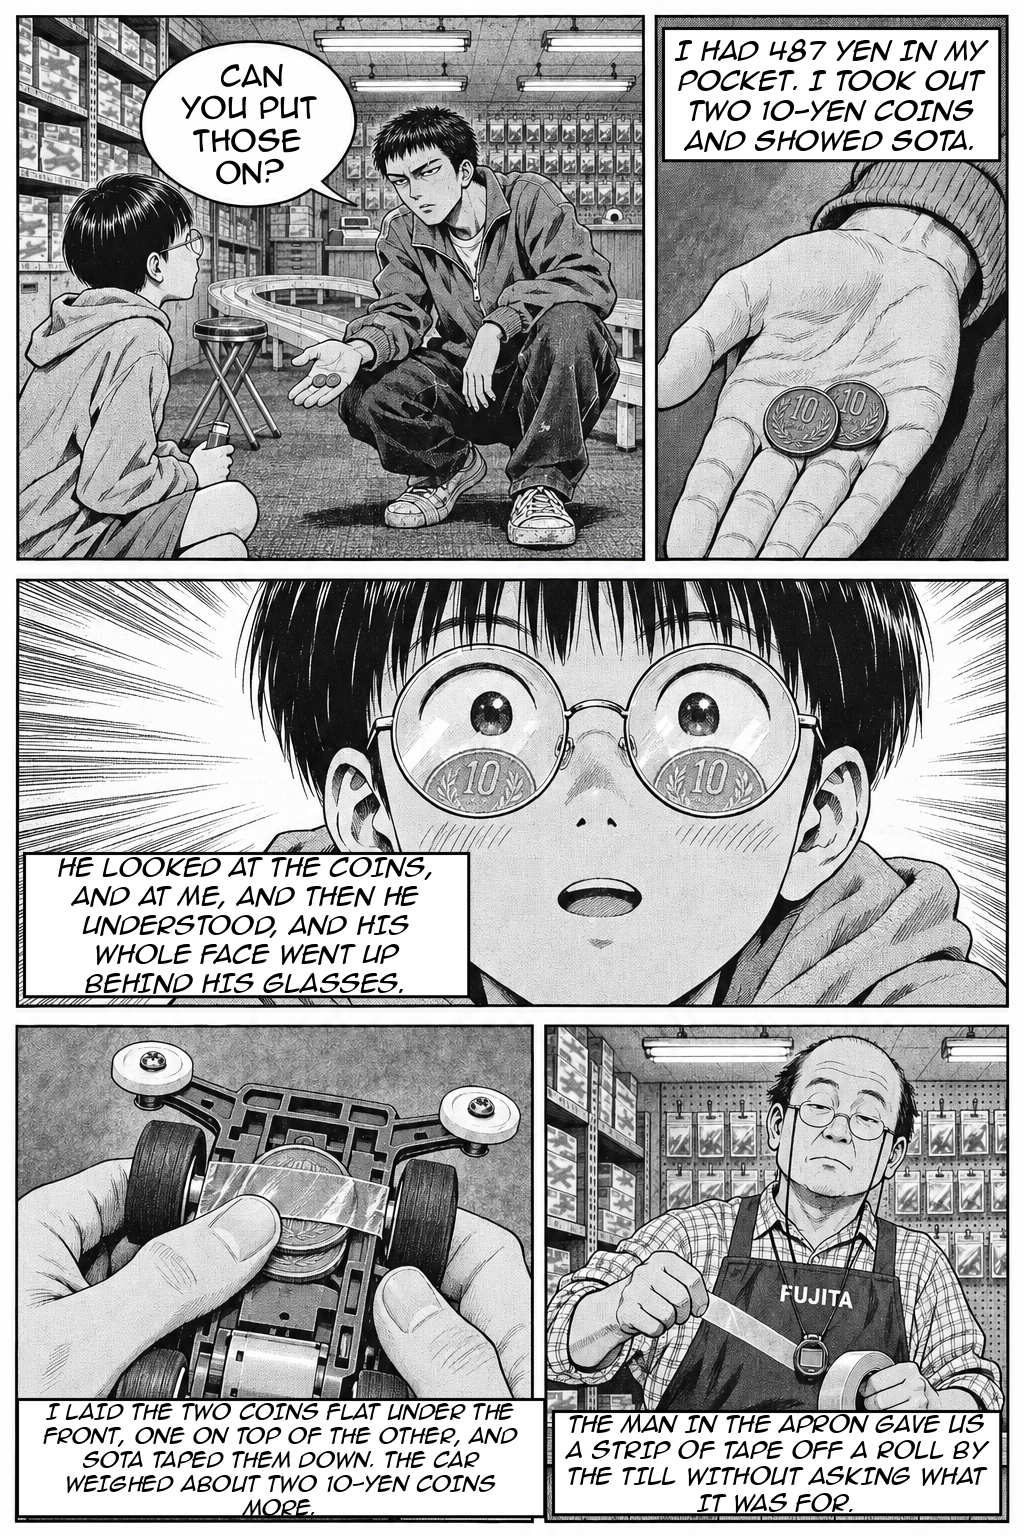 CAN
YOU PUT
THOSE
ON?
I HAD 487 YEN IN MY
POCKET. I TOOK OUT
TWO 10-YEN COINS
AND SHOWED SOTA.
10
10
10
10
HE LOOKED AT THE COINS,
AND AT ME, AND THEN HE
UNDERSTOOD, AND HIS
WHOLE FACE WENT UP
BEHIND HIS GLASSES.
I LAID THE TWO COINS FLAT UNDER THE
FRONT, ONE ON TOP OF THE OTHER, AND
SOTA TAPED THEM DOWN. THE CAR
WEIGHED ABOUT TWO 10-YEN COINS
MORE.
FUJITA
THE MAN IN THE APRON GAVE US
A STRIP OF TAPE OFF A ROLL BY
THE TILL WITHOUT ASKING WHAT
IT WAS FOR.